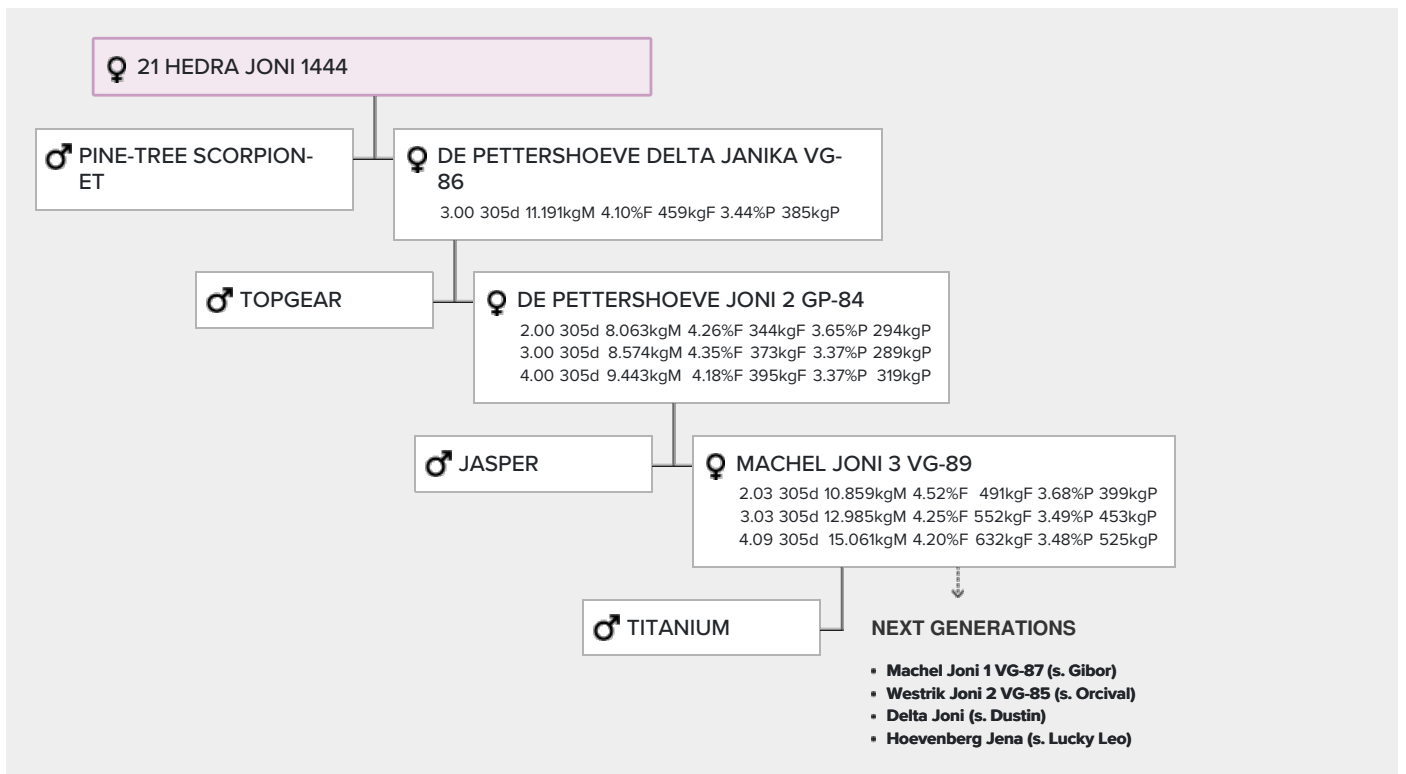 21 HEDRA JONI 1444
PINE-TREE SCORPION-
ET
DE PETTERSHOEVE DELTA JANIKA VG-
86
3.00 305d 11.191kgM 4.10%F 459kgF 3.44%P 385kgP
TOPGEAR
DE PETTERSHOEVE JONI 2 GP-84
2.00 305d 8.063kgM 4.26%F 344kgF 3.65%P 294kgP
3.00 305d 8.574kgM 4.35%F 373kgF 3.37%P 289kgP
4.00 305d 9.443kgM 4.18%F 395kgF 3.37%P 319kgP
JASPER
MACHEL JONI 3 VG-89
2.03 305d 10.859kgM 4.52%F 491kgF 3.68%P 399kgP
3.03 305d 12.985kgM 4.25%F 552kgF 3.49%P 453kgP
4.09 305d 15.061kgM 4.20%F 632kgF 3.48%P 525kgP
TITANIUM
NEXT GENERATIONS
Machel Joni 1 VG-87 (s. Gibor)
Westrik Joni 2 VG-85 (s. Orcival)
Delta Joni (s. Dustin)
Hoevenberg Jena (s. Lucky Leo)